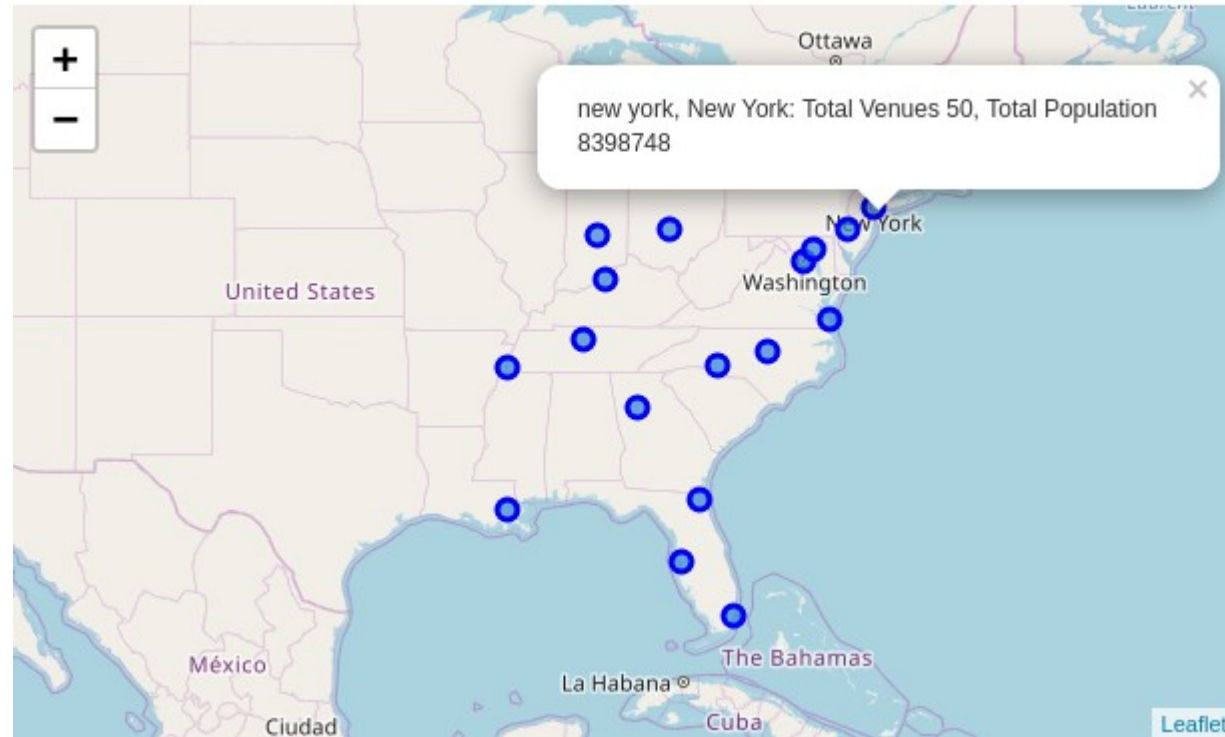 Laurent
+
Ottawa
−
new york, New York: Total Venues 50, Total Population
8398748
New York
Washington
United States
México
The Bahamas
La Habana
Ciudad
Cuba
Leaflet